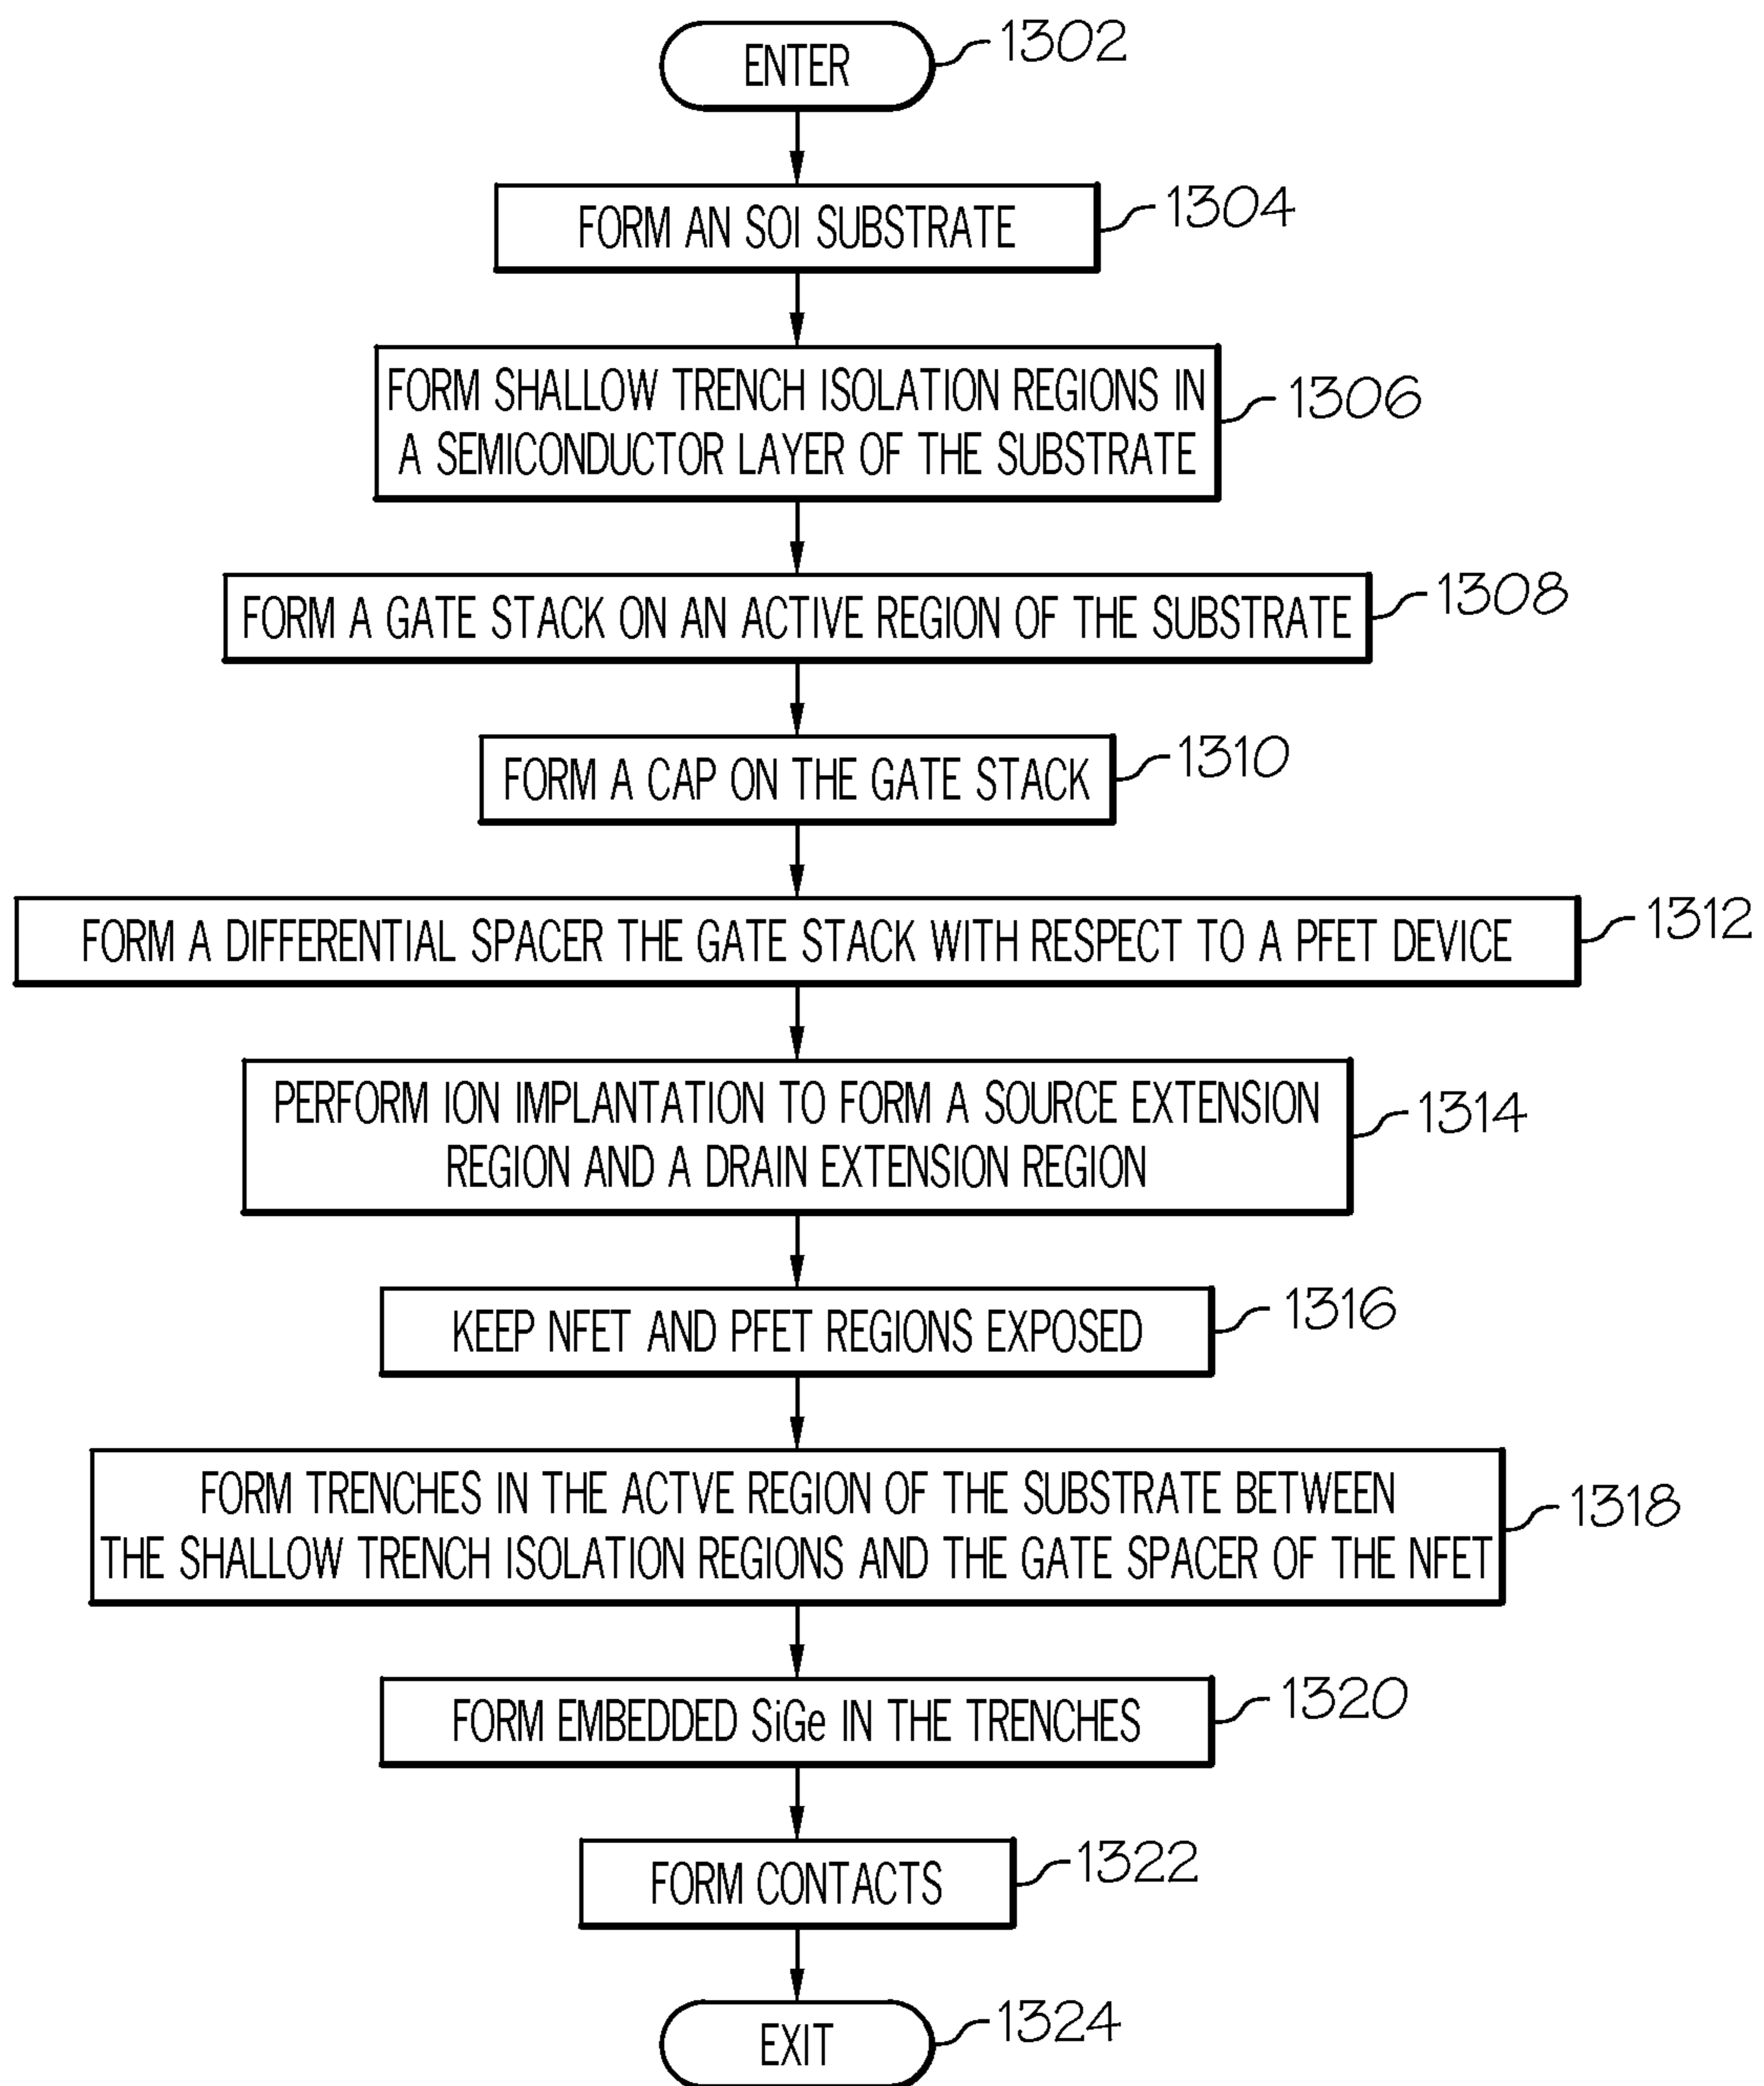 ENTER
1302
FORM AN SOI SUBSTRATE
1304
FORM SHALLOW TRENCH ISOLATION REGIONS IN
A SEMICONDUCTOR LAYER OF THE SUBSTRATE
1306
FORM A GATE STACK ON AN ACTIVE REGION OF THE SUBSTRATE
1308
FORM A CAP ON THE GATE STACK
1310
FORM A DIFFERENTIAL SPACER THE GATE STACK WITH RESPECT TO A PFET DEVICE
1312
PERFORM ION IMPLANTATION TO FORM A SOURCE EXTENSION
REGION AND A DRAIN EXTENSION REGION
1314
KEEP NFET AND PFET REGIONS EXPOSED
1316
FORM TRENCHES IN THE ACTVE REGION OF THE SUBSTRATE BETWEEN
THE SHALLOW TRENCH ISOLATION REGIONS AND THE GATE SPACER OF THE NFET
1318
FORM EMBEDDED SiGe IN THE TRENCHES
1320
FORM CONTACTS
1322
EXIT
1324